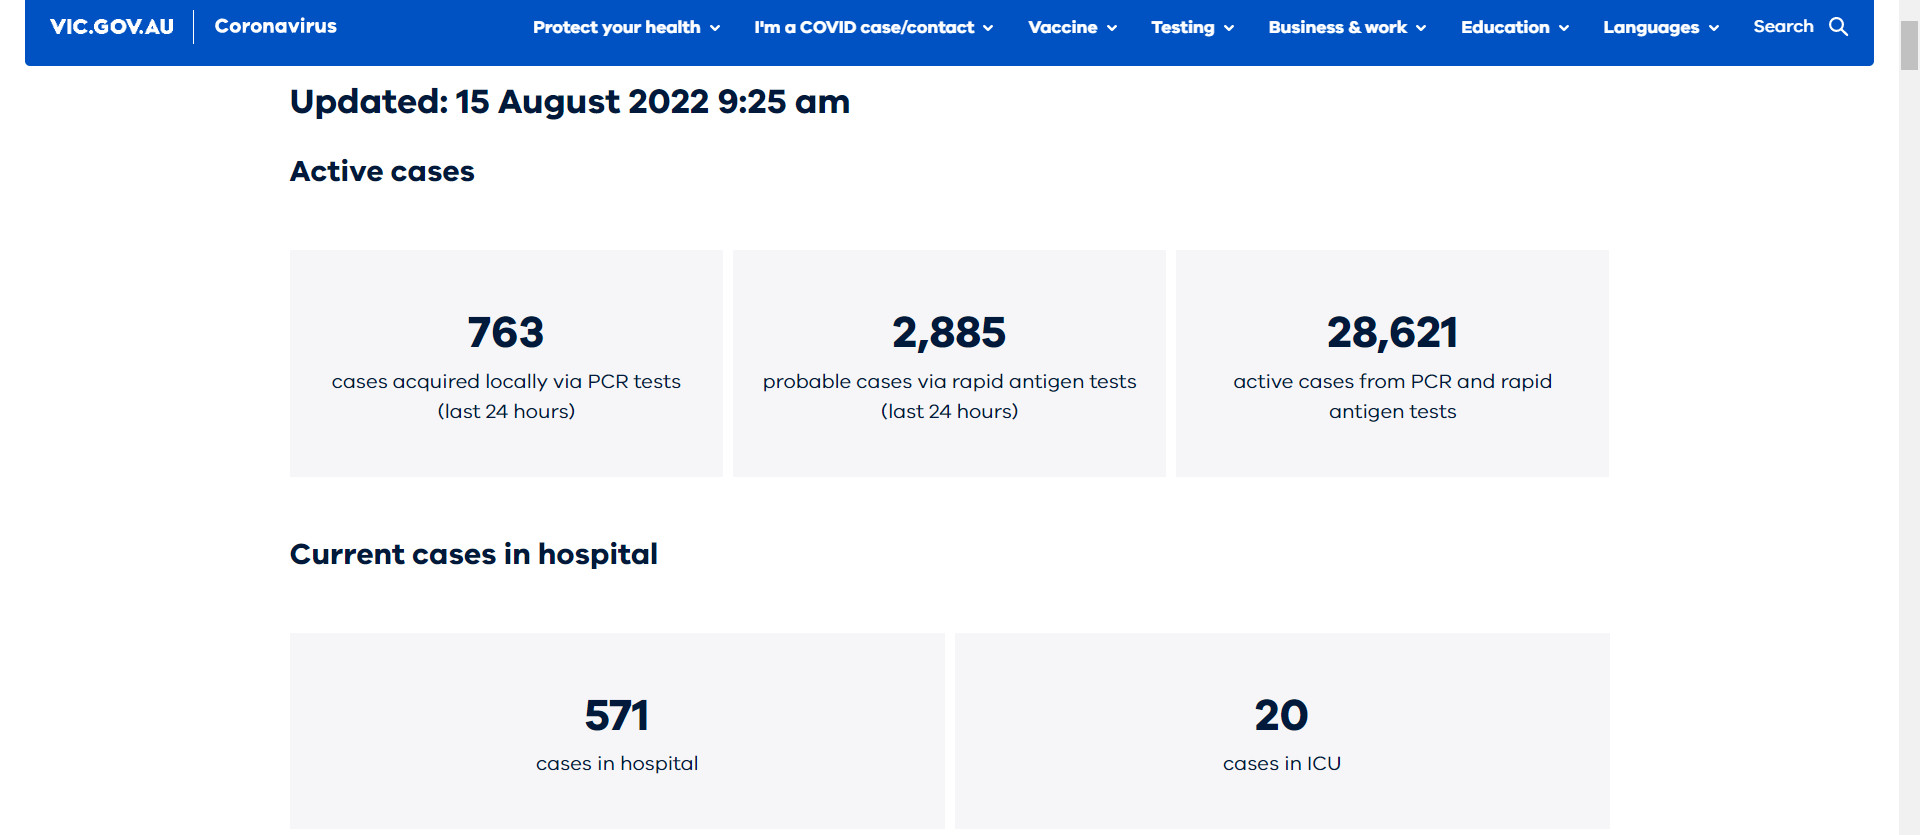 VIC.GOV.AU Coronavirus Protect your health I'm a COVID case/contact Vaccine Testing Business & work Education Languages Search
Updated: 15 August 2022 9:25 am
Active cases
763
cases acquired locally via PCR tests
(last 24 hours)
2,885
probable cases via rapid antigen tests
(last 24 hours)
28,621
active cases from PCR and rapid
antigen tests
Current cases in hospital
571
cases in hospital
20
cases in ICU